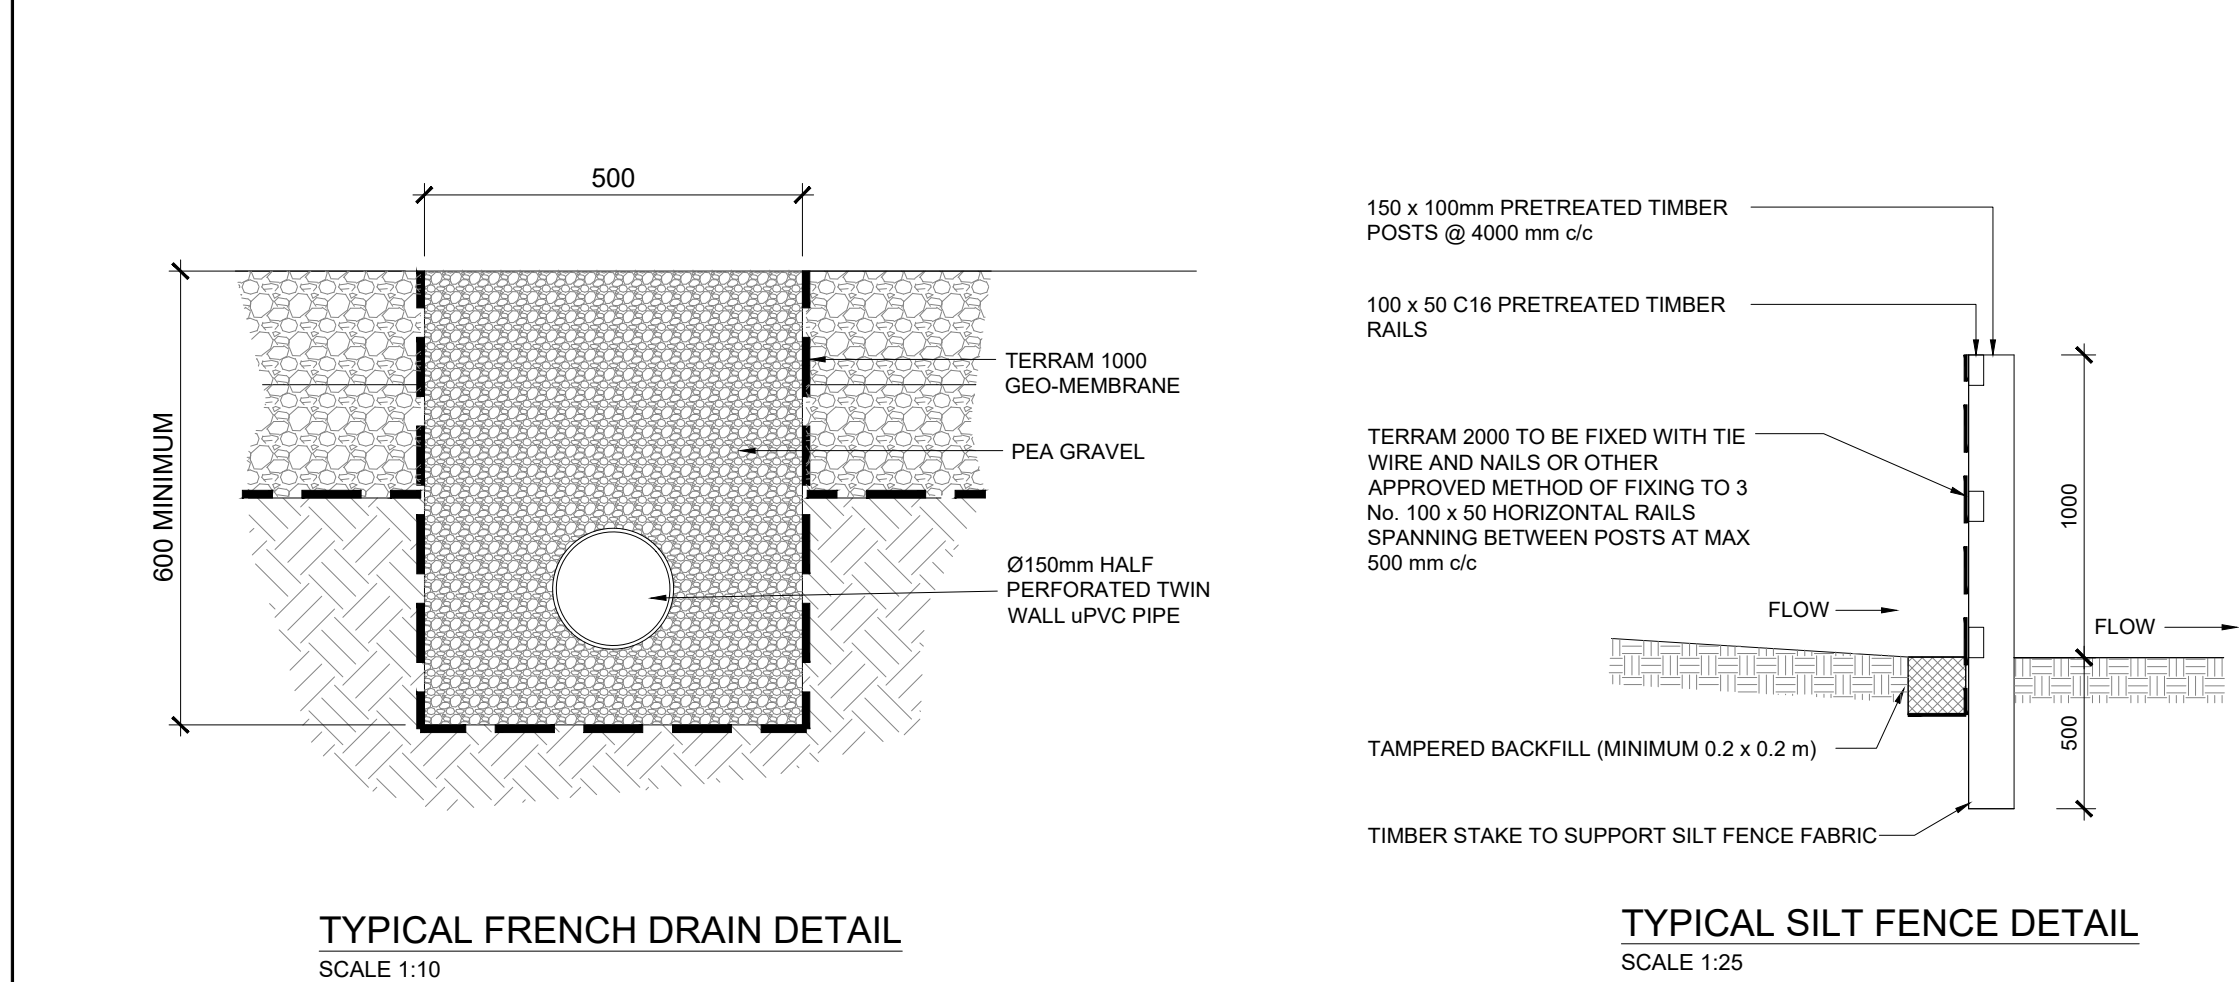 500
600 MINIMUM
TERRAM 1000
GEO-MEMBRANE
PEA GRAVEL
Ø150mm HALF
PERFORATED TWIN
WALL uPVC PIPE
TYPICAL FRENCH DRAIN DETAIL
SCALE 1:10
150 x 100mm PRETREATED TIMBER
POSTS @ 4000 mm c/c
100 x 50 C16 PRETREATED TIMBER
RAILS
TERRAM 2000 TO BE FIXED WITH TIE
WIRE AND NAILS OR OTHER
APPROVED METHOD OF FIXING TO 3
No. 100 x 50 HORIZONTAL RAILS
SPANNING BETWEEN POSTS AT MAX
500 mm c/c
FLOW
FLOW
1000
500
TAMPERED BACKFILL (MINIMUM 0.2 x 0.2 m)
TIMBER STAKE TO SUPPORT SILT FENCE FABRIC
TYPICAL SILT FENCE DETAIL
SCALE 1:25